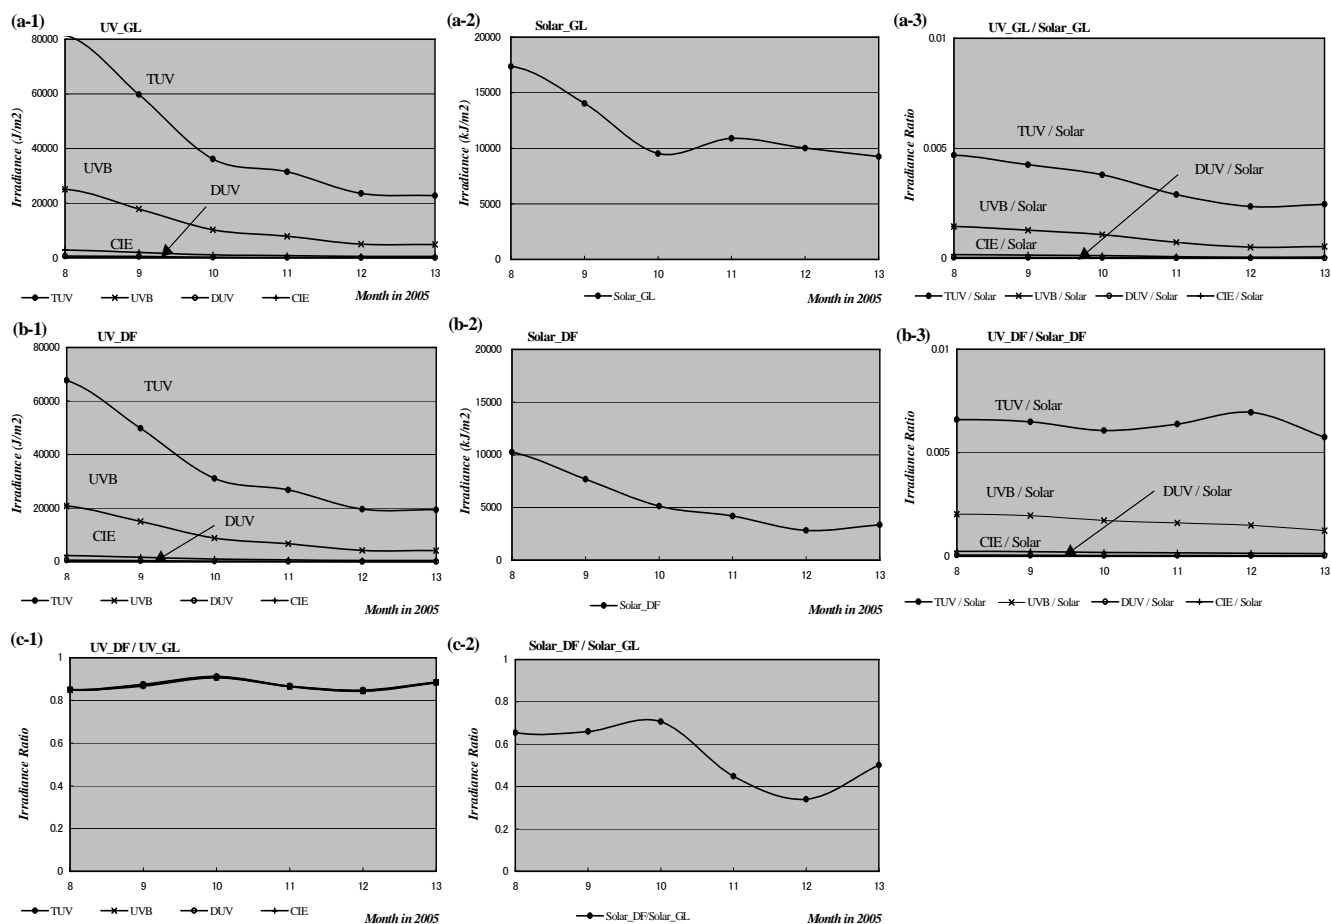 (a-1)
UV_GL
80000
60000
40000
20000
0
Irradiance (J/m2)
TUV
UVB
DUV
CIE
8 9 10 11 12 13
TUV UVB DUV CIE
Month in 2005
(a-2)
Solar_GL
20000
15000
10000
5000
0
Irradiance (kJ/m2)
8 9 10 11 12 13
Solar_GL
Month in 2005
(a-3)
UV_GL / Solar_GL
0.01
0.005
0
Irradiance Ratio
TUV / Solar
DUV / Solar
UVB / Solar
CIE / Solar
8 9 10 11 12 13
TUV / Solar UVB / Solar DUV / Solar CIE / Solar
(b-1)
UV_DF
80000
60000
40000
20000
0
Irradiance (J/m2)
TUV
UVB
DUV
CIE
8 9 10 11 12 13
TUV UVB DUV CIE
Month in 2005
(b-2)
Solar_DF
20000
15000
10000
5000
0
Irradiance (kJ/m2)
8 9 10 11 12 13
Solar_DF
Month in 2005
(b-3)
UV_DF / Solar_DF
0.01
0.005
0
Irradiance Ratio
TUV / Solar
UVB / Solar
DUV / Solar
CIE / Solar
8 9 10 11 12 13
TUV / Solar UVB / Solar DUV / Solar CIE / Solar
(c-1)
UV_DF / UV_GL
1
0.8
0.6
0.4
0.2
0
Irradiance Ratio
8 9 10 11 12 13
TUV UVB DUV CIE
Month in 2005
(c-2)
Solar_DF / Solar_GL
1
0.8
0.6
0.4
0.2
0
Irradiance Ratio
8 9 10 11 12 13
Solar_DF/Solar_GL
Month in 2005